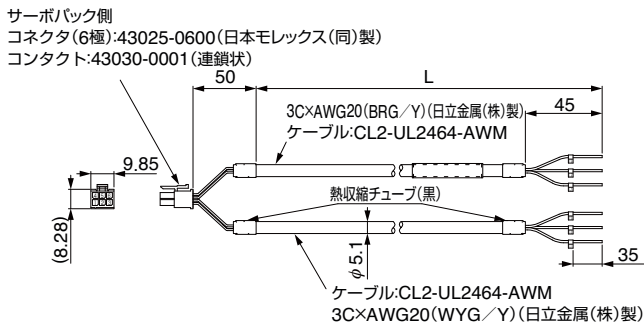 サーボパック側
コネクタ(6極):43025-0600(日本モレックス(同)製)
コンタクト:43030-0001(連鎖状)
50
L
3C×AWG20(BRG/Y)(日立金属(株)製)
ケーブル:CL2-UL2464-AWM
45
9.85
(8.28)
熱収縮チューブ(黒)
φ5.1
35
ケーブル:CL2-UL2464-AWM
3C×AWG20(WYG/Y)(日立金属(株)製)